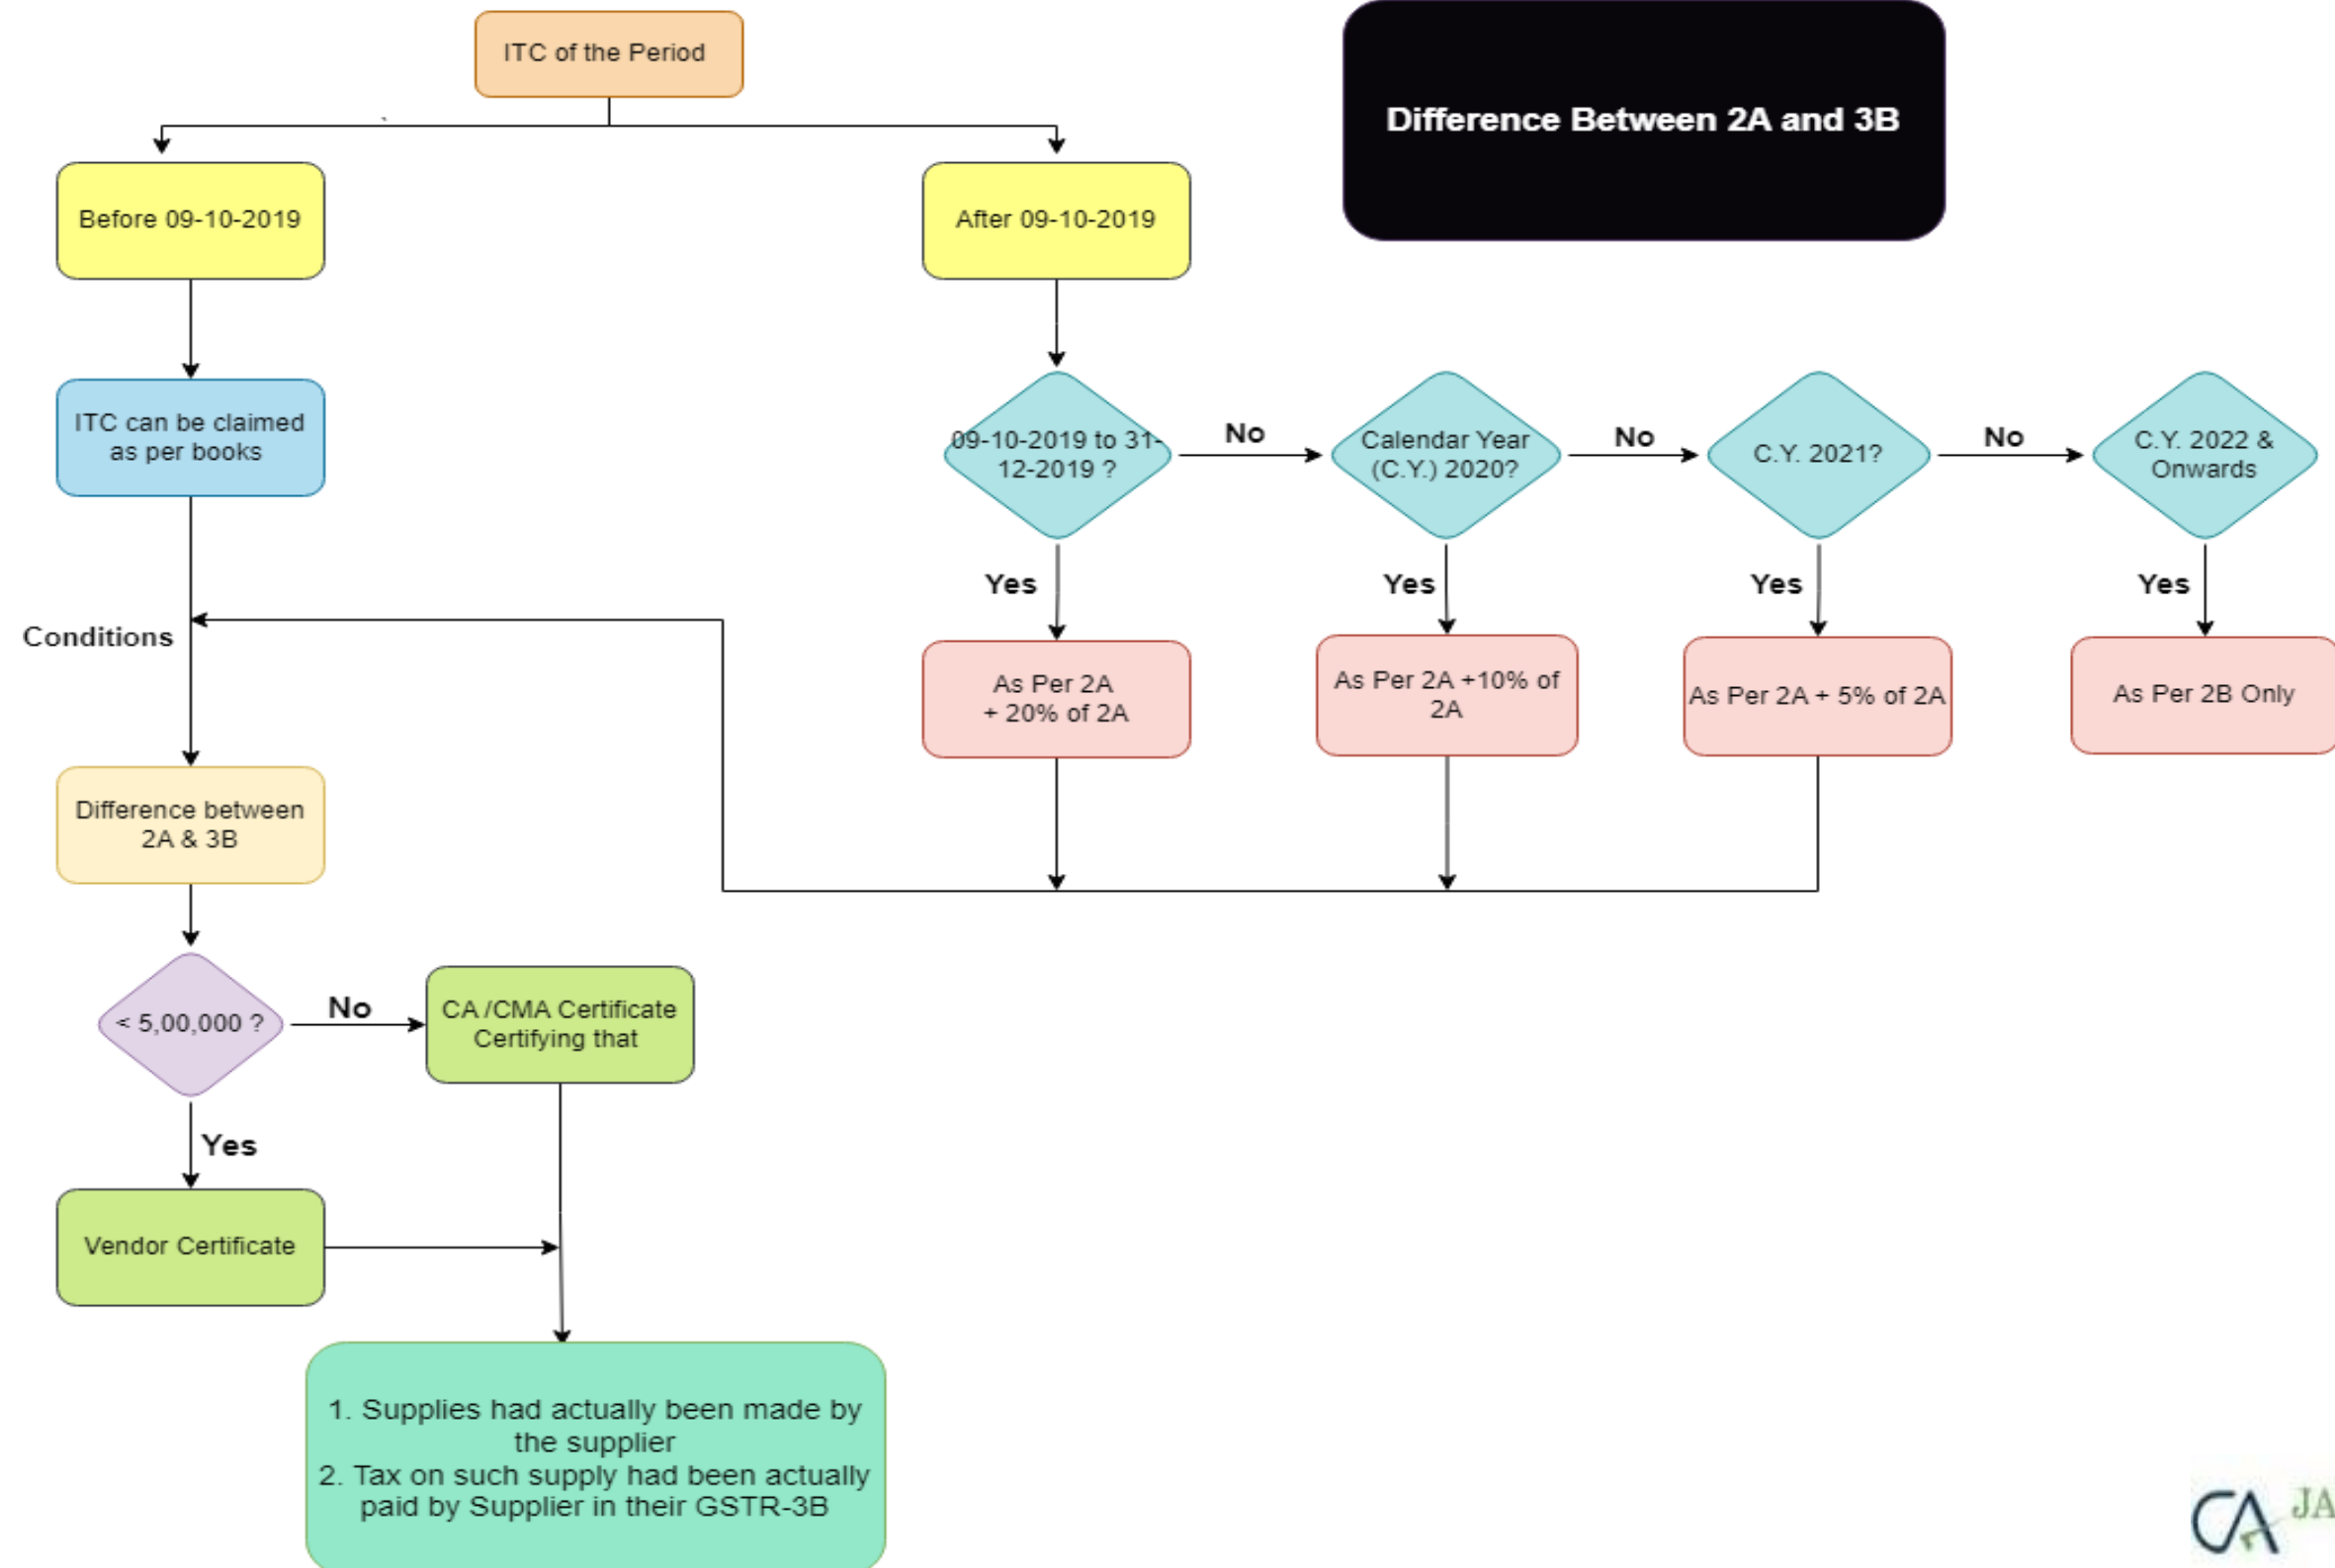 ITC of the Period
Difference Between 2A and 3B
Before 09-10-2019
After 09-10-2019
ITC can be claimed
as per books
09-10-2019 to 31-
12-2019 ?
No
Calendar Year
(C.Y.) 2020?
No
C.Y. 2021?
No
C.Y. 2022 &
Onwards
Yes
Yes
Yes
Yes
Conditions
As Per 2A
+ 20% of 2A
As Per 2A +10% of
2A
As Per 2A + 5% of 2A
As Per 2B Only
Difference between
2A & 3B
< 5,00,000 ?
No
CA /CMA Certificate
Certifying that
Yes
Vendor Certificate
1. Supplies had actually been made by
the supplier
2. Tax on such supply had been actually
paid by Supplier in their GSTR-3B
CA JA